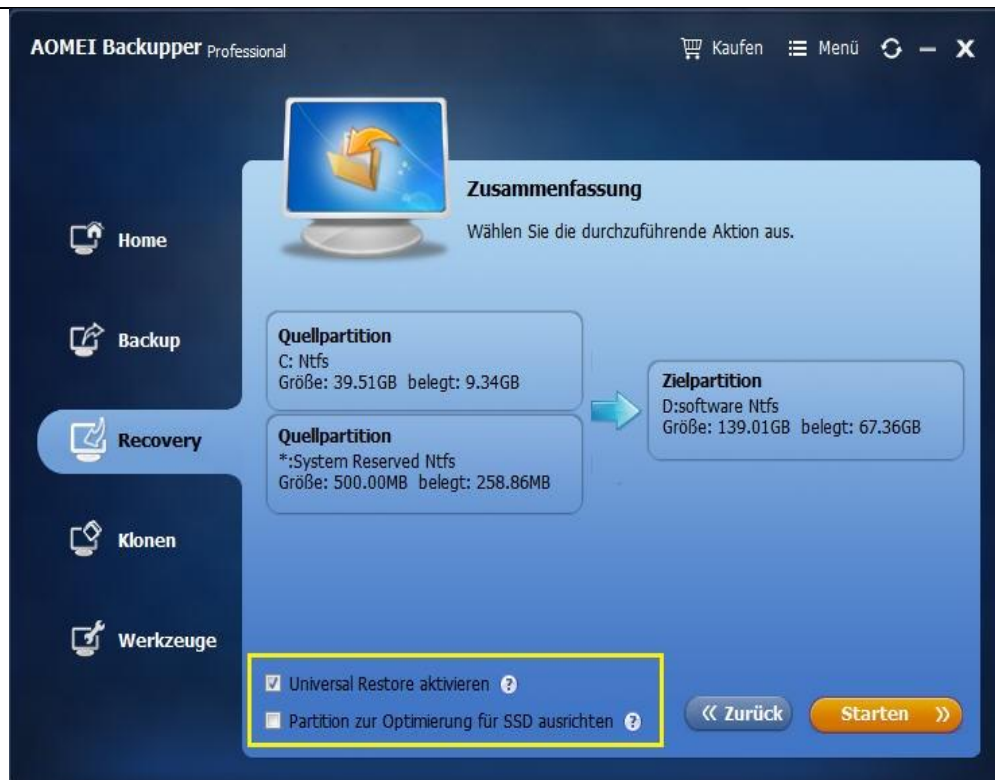 AOMEI Backupper Professional
Kaufen Menü
Zusammenfassung
Wählen Sie die durchzuführende Aktion aus.
Home
Backup
Recovery
Klonen
Werkzeuge
Quellpartition
C: Ntfs
Größe: 39.51GB belegt: 9.34GB
Quellpartition
*:System Reserved Ntfs
Größe: 500.00MB belegt: 258.86MB
Zielpartition
D:software Ntfs
Größe: 139.01GB belegt: 67.36GB
Universal Restore aktivieren ?
Partition zur Optimierung für SSD ausrichten ?
« Zurück
Starten »